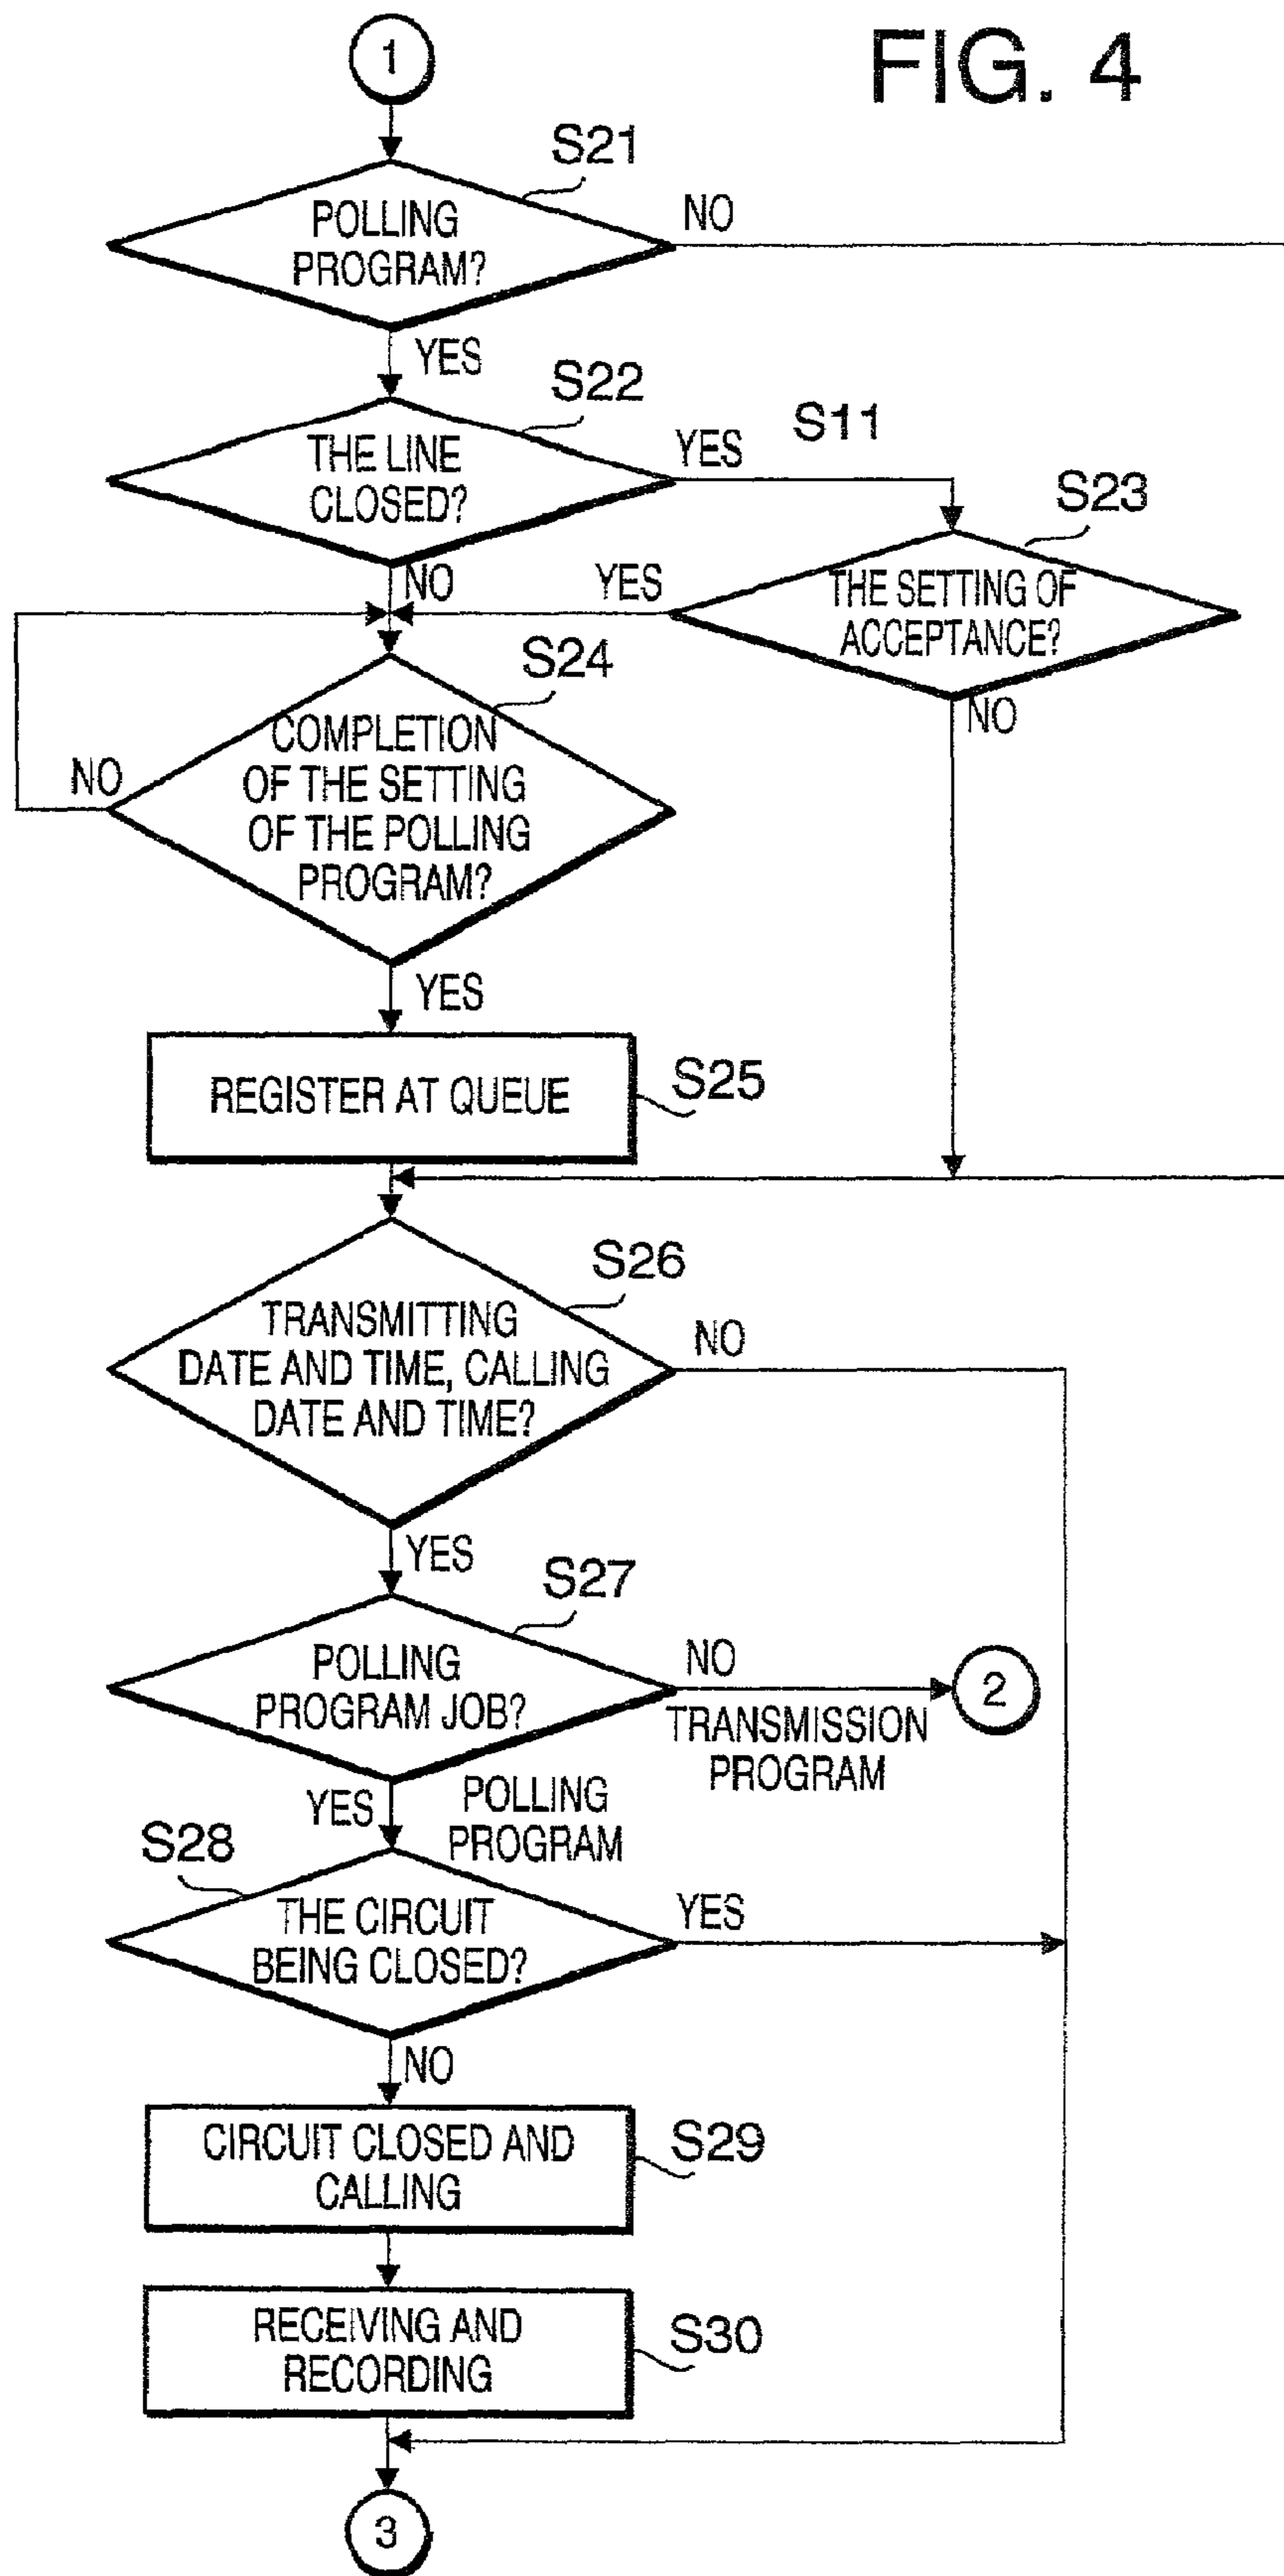 FIG. 4
1
S21
POLLING
PROGRAM?
NO
YES
S22
THE LINE
CLOSED?
YES
S11
S23
NO
YES
THE SETTING OF
ACCEPTANCE?
NO
S24
COMPLETION
OF THE SETTING
OF THE POLLING
PROGRAM?
NO
YES
REGISTER AT QUEUE
S25
S26
TRANSMITTING
DATE AND TIME, CALLING
DATE AND TIME?
NO
YES
S27
POLLING
PROGRAM JOB?
NO
2
TRANSMISSION
PROGRAM
YES
POLLING
PROGRAM
S28
THE CIRCUIT
BEING CLOSED?
YES
NO
CIRCUIT CLOSED AND
CALLING
S29
RECEIVING AND
RECORDING
S30
3